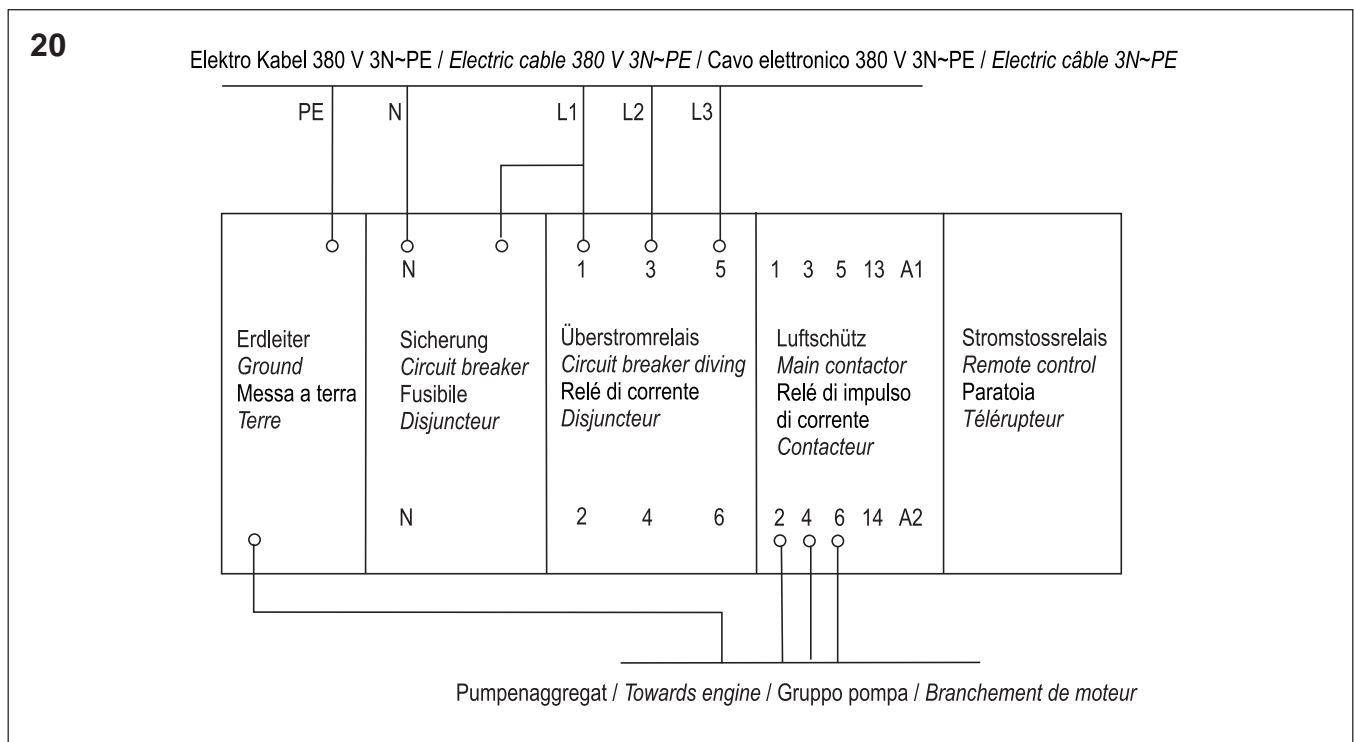 20
Elektro Kabel 380 V 3N~PE / Electric cable 380 V 3N~PE / Cavo elettronico 380 V 3N~PE / Electric câble 3N~PE
PE N L1 L2 L3
N 1 3 5 1 3 5 13 A1
Erdleiter
Ground
Messa a terra
Terre
Sicherung
Circuit breaker
Fusibile
Disjuncteur
Überstromrelais
Circuit breaker diving
Relé di corrente
Disjuncteur
Luftschütz
Main contactor
Relé di impulso
di corrente
Contacteur
Stromstossrelais
Remote control
Paratoia
Télérupteur
N 2 4 6 2 4 6 14 A2
Pumpenaggregat / Towards engine / Gruppo pompa / Branchement de moteur